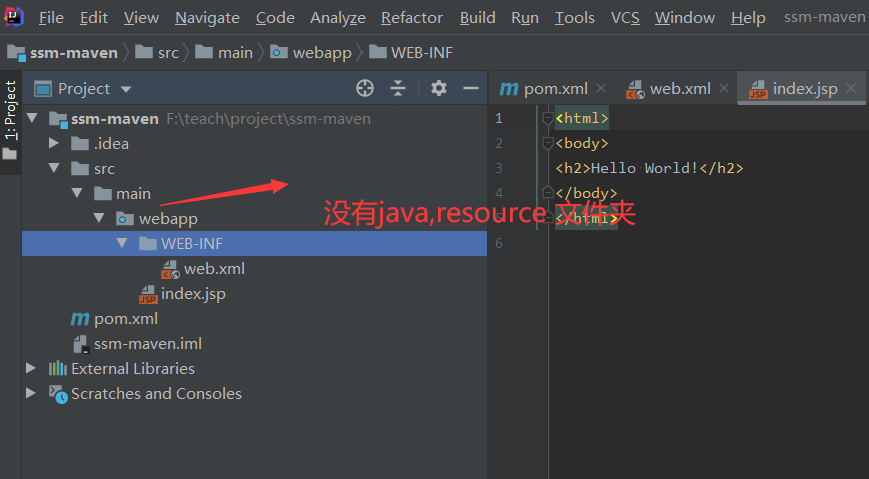 File Edit View Navigate Code Analyze Refactor Build Run Tools VCS Window Help ssm-maven
ssm-maven src main webapp WEB-INF
1: Project
Project
pom.xml web.xml index.jsp
ssm-maven F:\teach\project\ssm-maven
.idea
src
main
webapp
WEB-INF
web.xml
index.jsp
pom.xml
ssm-maven.iml
External Libraries
Scratches and Consoles
没有java,resource 文件夹
1 <html>
2 <body>
3 <h2>Hello World!</h2>
4 </body>
5 </html>
6